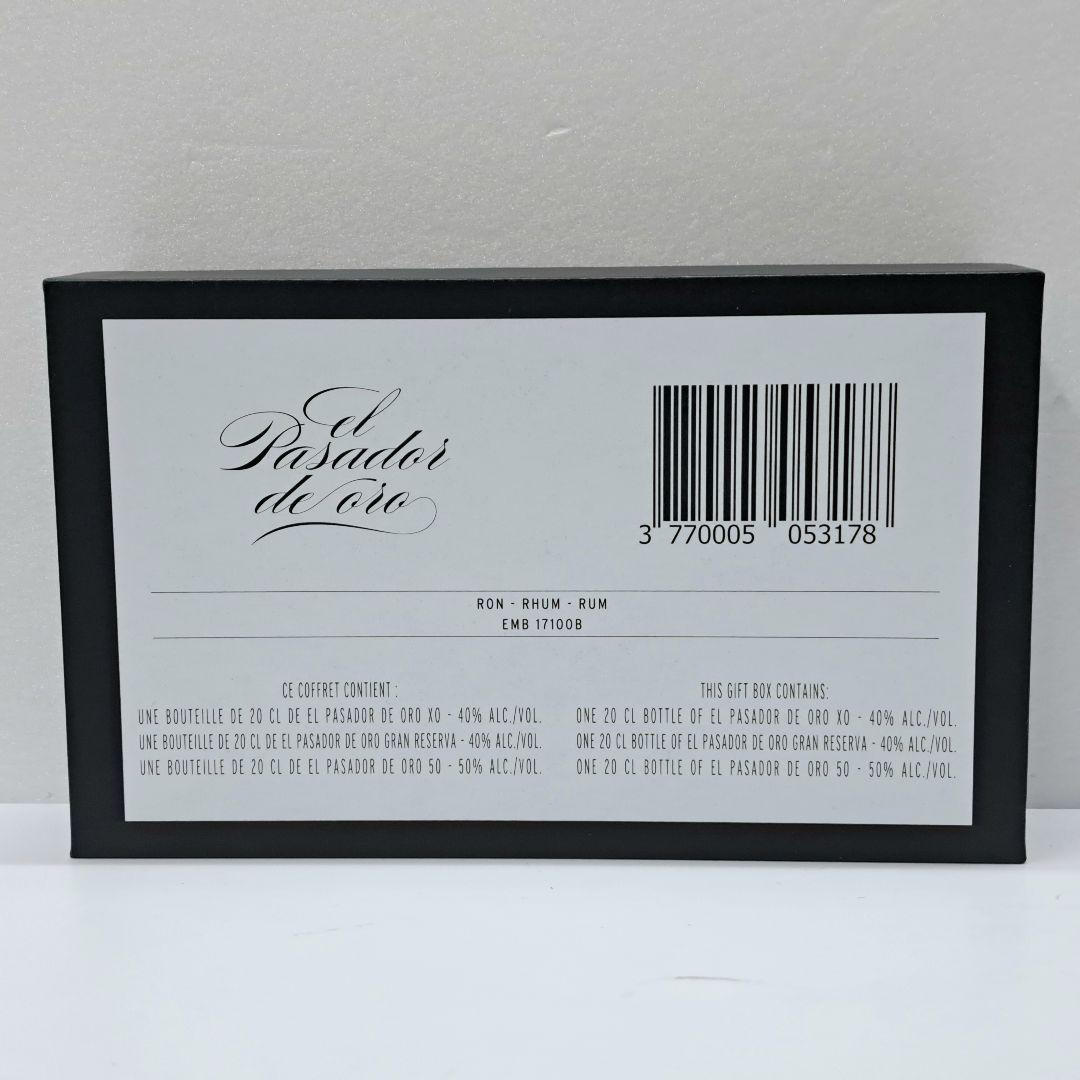 el
Pasador
de oro
3 770005 053178
RON - RHUM - RUM
EMB 17100B
CE COFFRET CONTIENT :
UNE BOUTEILLE DE 20 CL DE EL PASADOR DE ORO XO - 40% ALC./VOL.
UNE BOUTEILLE DE 20 CL DE EL PASADOR DE ORO GRAN RESERVA - 40% ALC./VOL.
UNE BOUTEILLE DE 20 CL DE EL PASADOR DE ORO 50 - 50% ALC./VOL.
THIS GIFT BOX CONTAINS:
ONE 20 CL BOTTLE OF EL PASADOR DE ORO XO - 40% ALC./VOL.
ONE 20 CL BOTTLE OF EL PASADOR DE ORO GRAN RESERVA - 40% ALC./VOL.
ONE 20 CL BOTTLE OF EL PASADOR DE ORO 50 - 50% ALC./VOL.